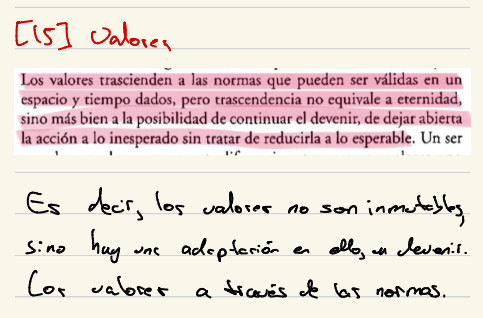 [15] Valores
Los valores trascienden a las normas que pueden ser válidas en un
espacio y tiempo dados, pero trascendencia no equivale a eternidad,
sino más bien a la posibilidad de continuar el devenir, de dejar abierta
la acción a lo inesperado sin tratar de reducirla a lo esperable. Un ser
Es decir, los valores no son inmutables,
sino hay una adaptación en ello, un devenir.
Los valores a través de las normas.